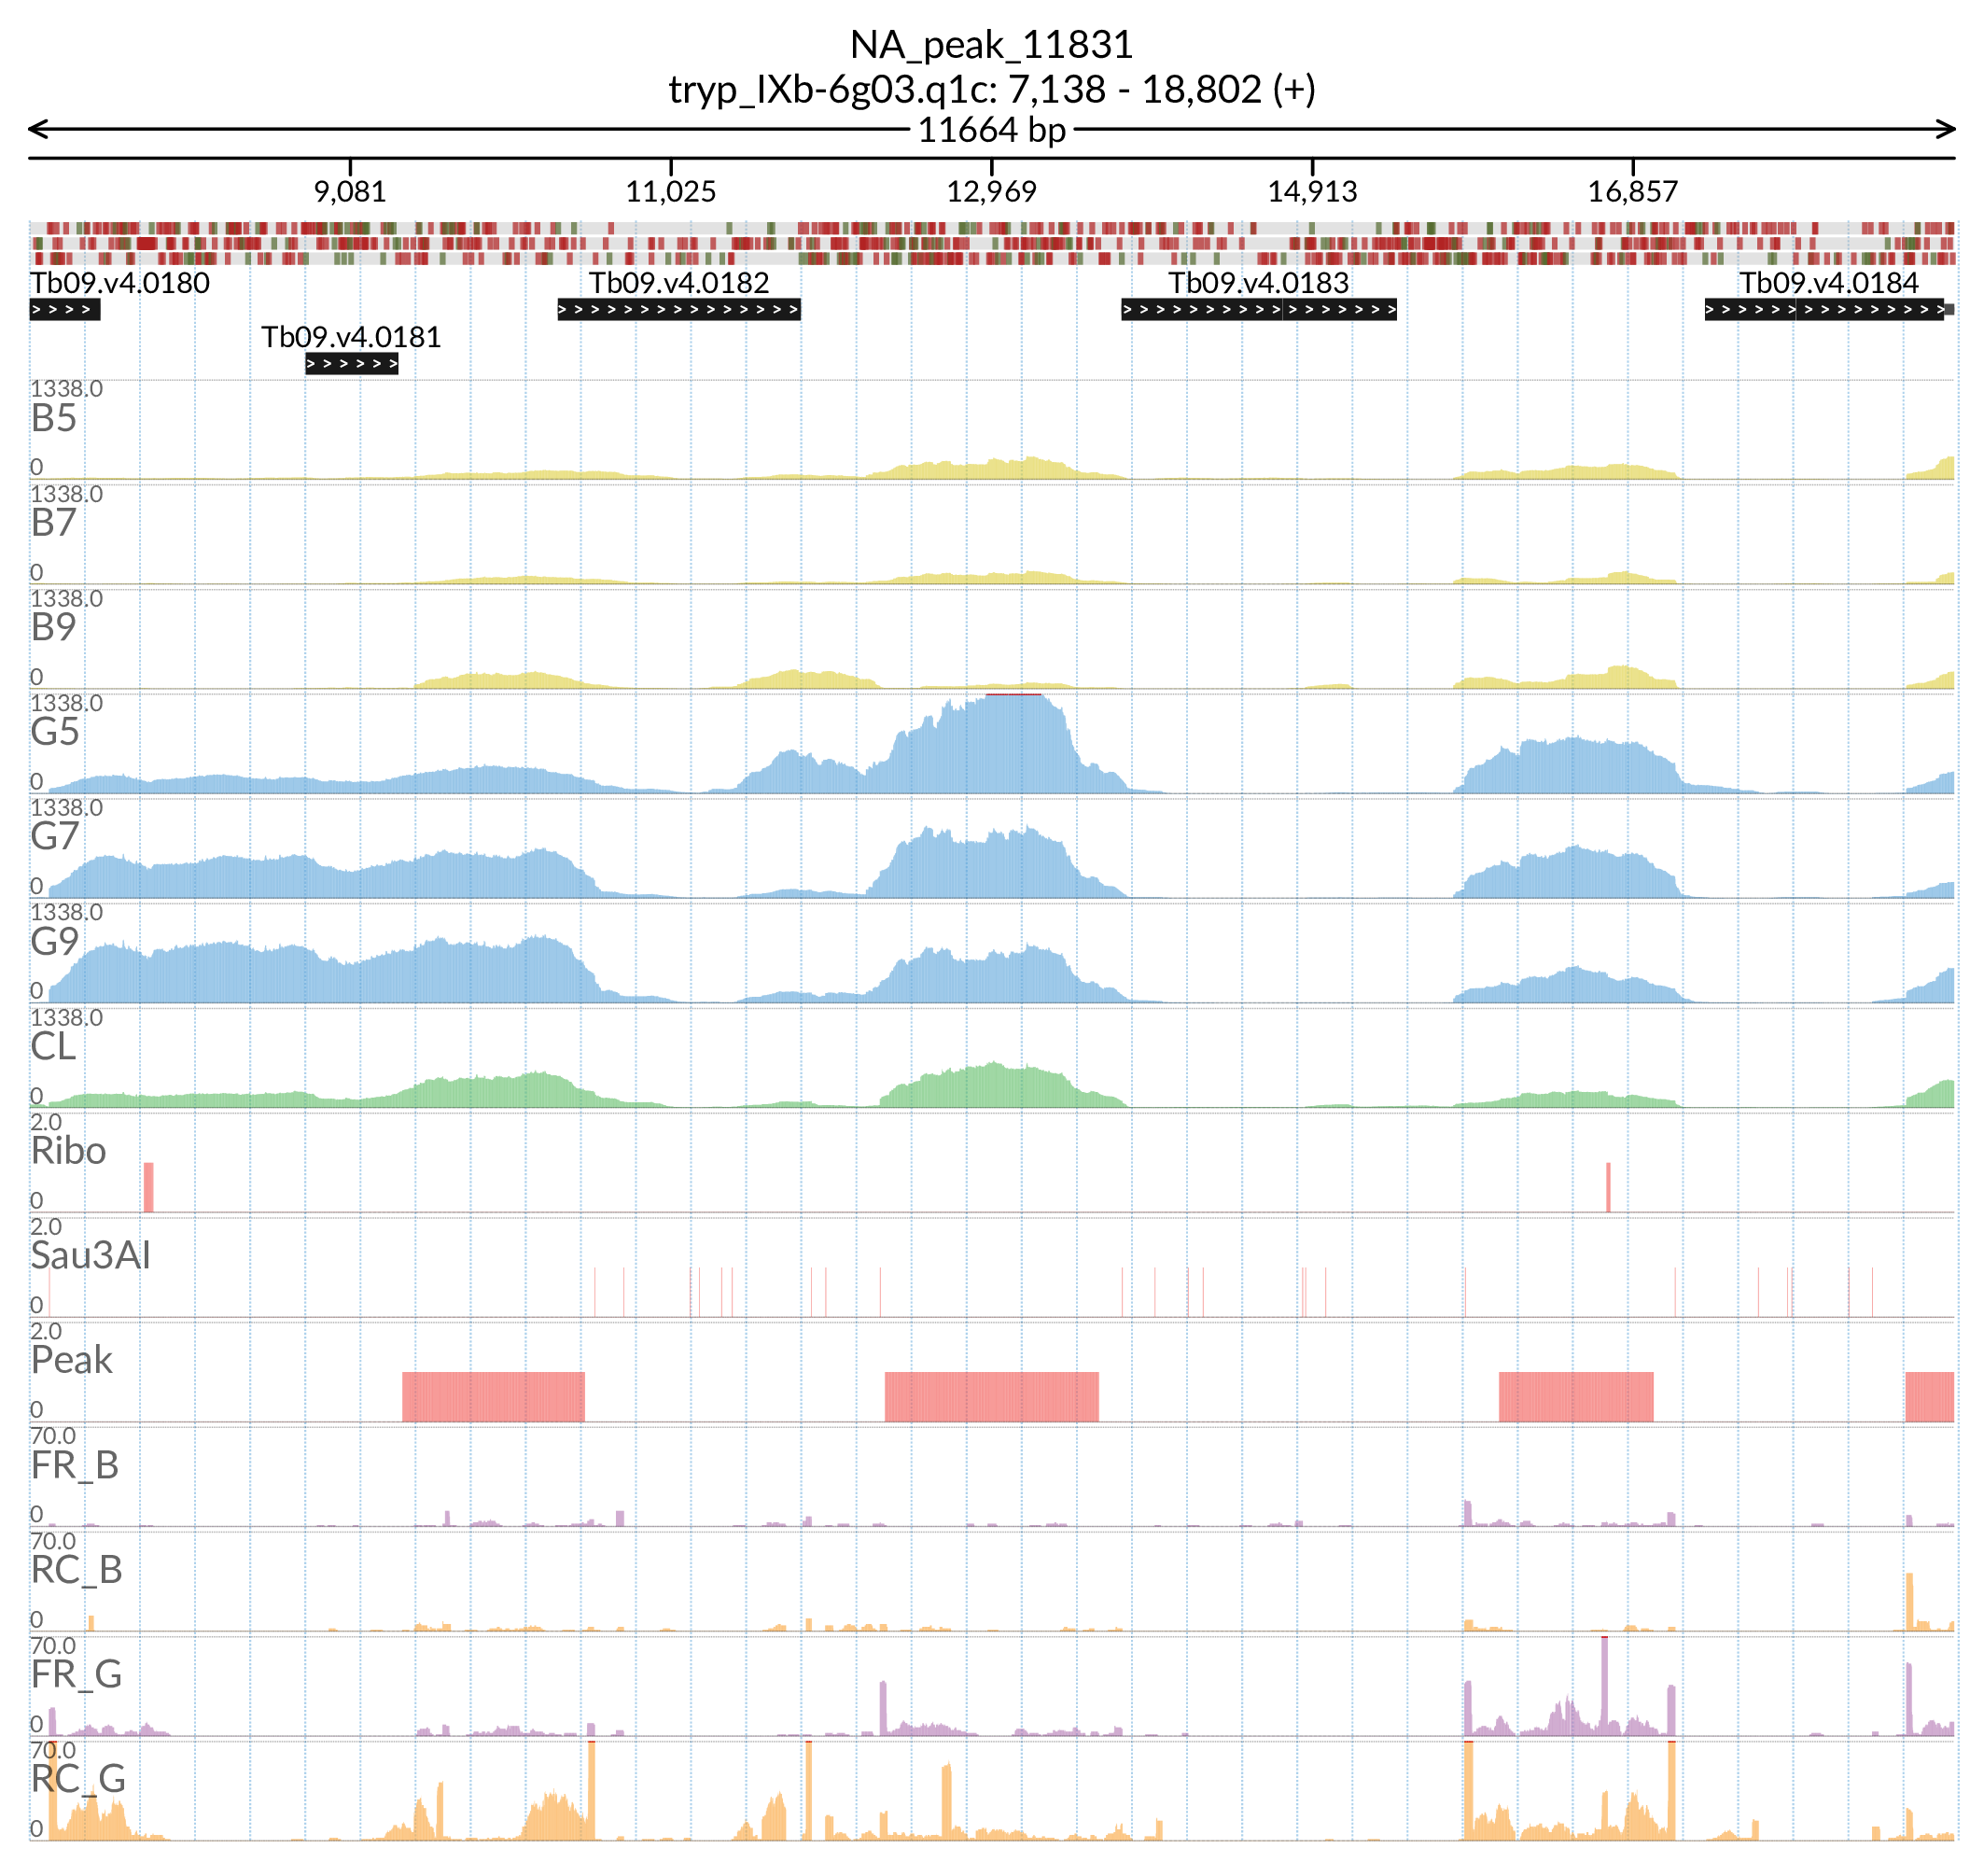 NA_peak_11831
tryp_IXb-6g03.q1c: 7,138 - 18,802 (+)
11664 bp
9,081 11,025 12,969 14,913 16,857
Tb09.v4.0180 Tb09.v4.0182 Tb09.v4.0183 Tb09.v4.0184
Tb09.v4.0181
1338.0
B5
0
1338.0
B7
0
1338.0
B9
0
1338.0
G5
0
1338.0
G7
0
1338.0
G9
0
1338.0
CL
0
2.0
Ribo
0
2.0
Sau3AI
0
2.0
Peak
0
70.0
FR_B
0
70.0
RC_B
0
70.0
FR_G
0
70.0
RC_G
0